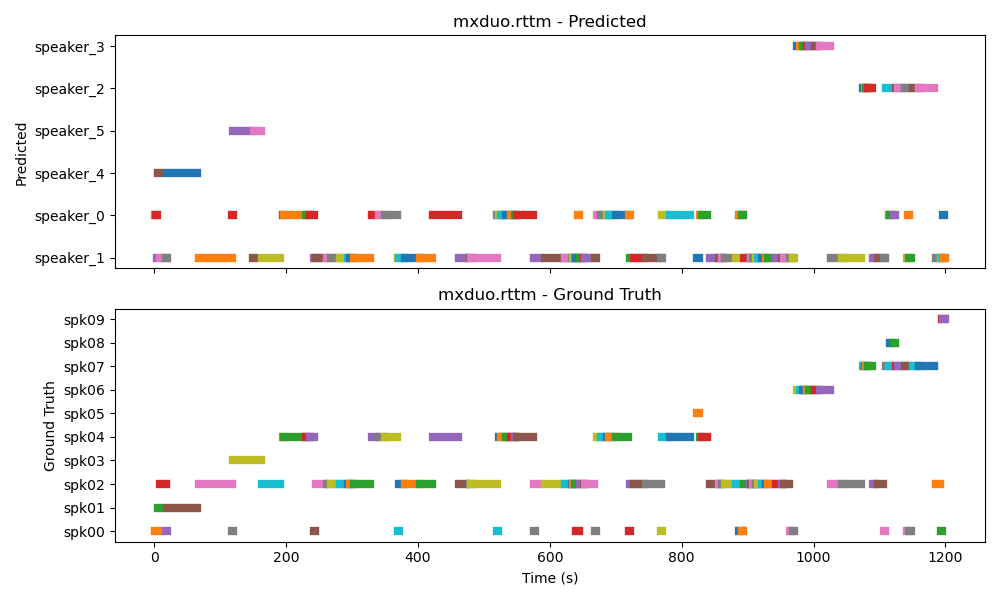 mxduo.rttm - Predicted
speaker_3
speaker_2
speaker_5
speaker_4
speaker_0
speaker_1
Predicted
mxduo.rttm - Ground Truth
spk09
spk08
spk07
spk06
spk05
spk04
spk03
spk02
spk01
spk00
Ground Truth
0 200 400 600 800 1000 1200
Time (s)